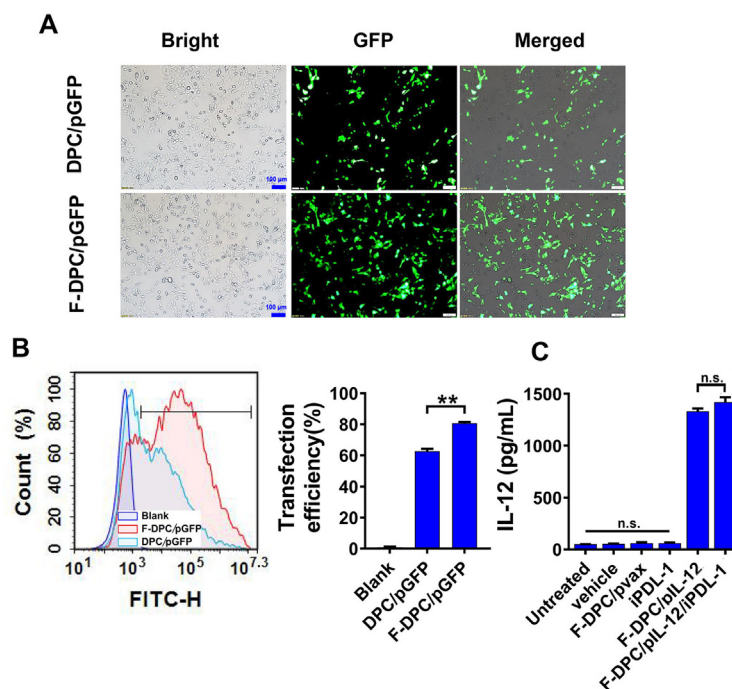 A
Bright GFP Merged
DPC/pGFP
100 μm
F-DPC/pGFP
100 μm
B
Count (%)
100
80
60
40
20
0
Blank
F-DPC/pGFP
DPC/pGFP
10¹ 10³ 10⁵ 10⁷·³
FITC-H
Transfection
efficiency(%)
100
80
60
40
20
0
**
Blank
DPC/pGFP
F-DPC/pGFP
C
IL-12 (pg/mL)
1500
1000
500
0
n.s.
n.s.
Untreated
vehicle
F-DPC/pvax
iPDL-1
F-DPC/pIL-12
F-DPC/pIL-12/iPDL-1